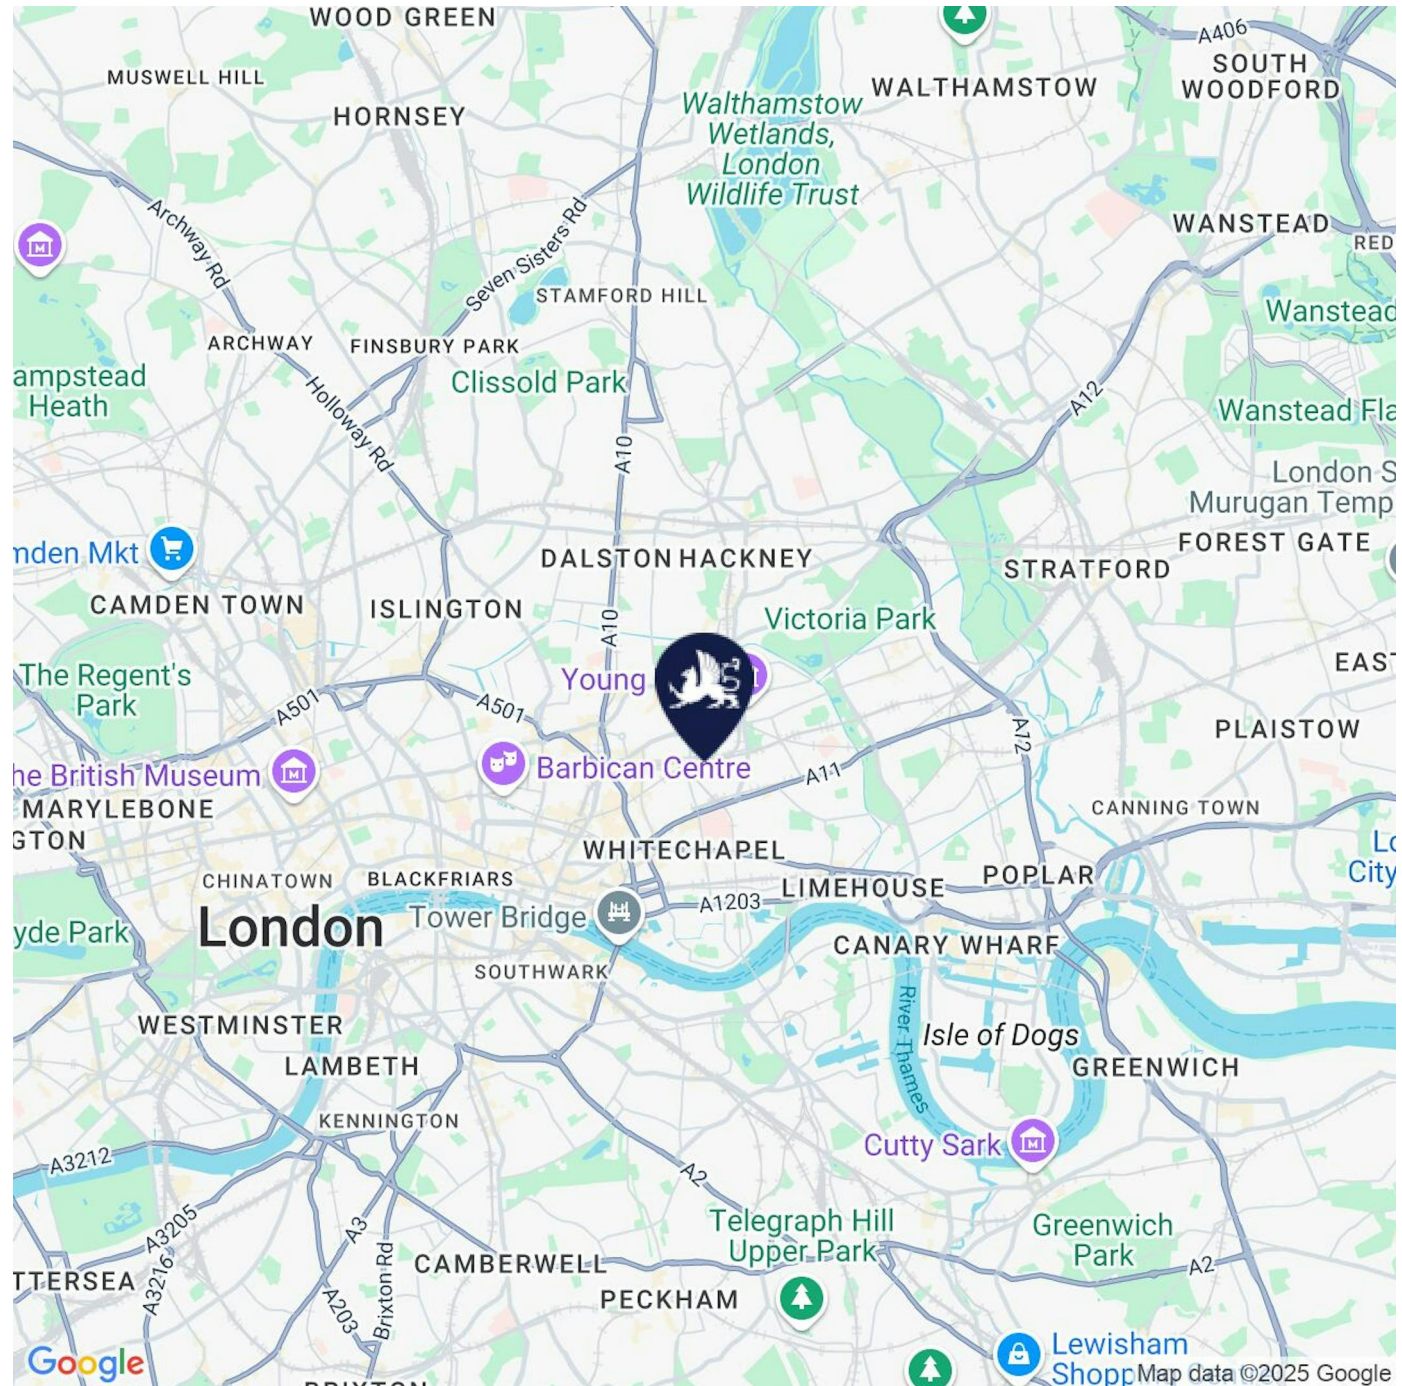 WOOD GREEN
A406
MUSWELL HILL
SOUTH
WOODFORD
WALTHAMSTOW
HORNSEY
Walthamstow
Wetlands,
London
Wildlife Trust
Archway Rd
Seven Sisters Rd
WANSTEAD
RED
STAMFORD HILL
Wanstead
ARCHWAY
FINSBURY PARK
ampstead
Heath
Clissold Park
Holloway Rd
A12
Wanstead Fla
A10
London S
Murugan Temp
FOREST GATE
mden Mkt
DALSTON
HACKNEY
STRATFORD
CAMDEN TOWN
ISLINGTON
A10
Victoria Park
The Regent's
Park
Young
EAST
A501
A501
A12
PLAISTOW
he British Museum
Barbican Centre
A11
MARYLEBONE
GTON
CANNING TOWN
WHITECHAPEL
Lo
City
CHINATOWN
BLACKFRIARS
LIMEHOUSE
POPLAR
A1203
London
Tower Bridge
yde Park
CANARY WHARF
SOUTHWARK
River Thames
WESTMINSTER
Isle of Dogs
LAMBETH
GREENWICH
KENNINGTON
A3212
Cutty Sark
A2
A3205
A3
Telegraph Hill
Upper Park
Greenwich
Park
CAMBERWELL
A2
TTERSEA
A3216
A203
Brixton Rd
PECKHAM
Google
Lewisham
Shopp
Map data ©2025 Google
BRIXTON